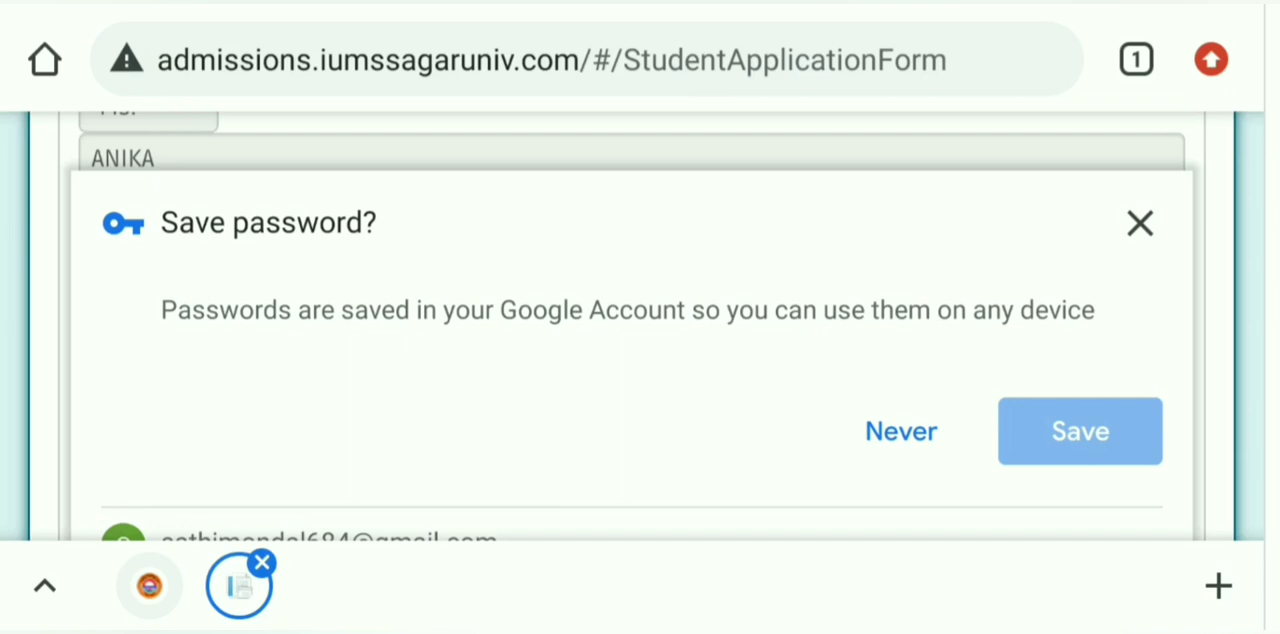 admissions.iumssagaruniv.com/#/StudentApplicationForm
1
ANIKA
Save password?
Passwords are saved in your Google Account so you can use them on any device
Never
Save